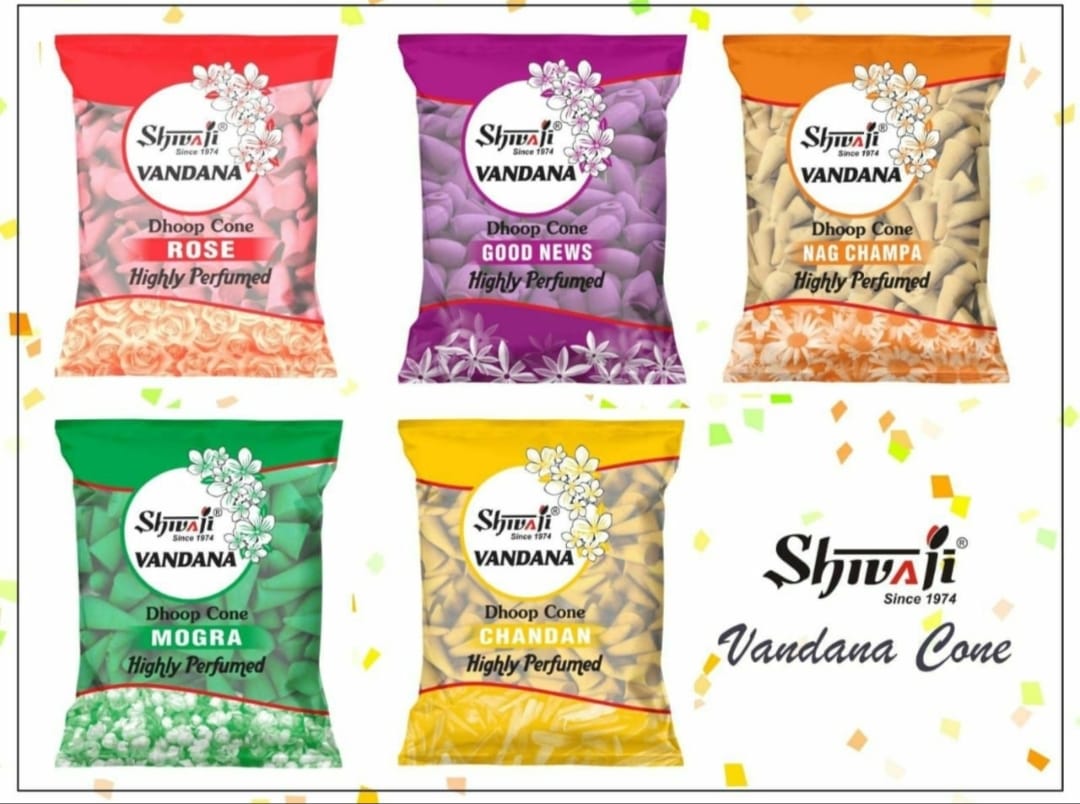 Shivaji®
Since 1974
VANDANA
Dhoop Cone
ROSE
Highly Perfumed
Shivaji®
Since 1974
VANDANA
Dhoop Cone
GOOD NEWS
Highly Perfumed
Shivaji®
Since 1974
VANDANA
Dhoop Cone
NAG CHAMPA
Highly Perfumed
Shivaji®
Since 1974
VANDANA
Dhoop Cone
MOGRA
Highly Perfumed
Shivaji®
Since 1974
VANDANA
Dhoop Cone
CHANDAN
Highly Perfumed
Shivaji®
Since 1974
Vandana Cone